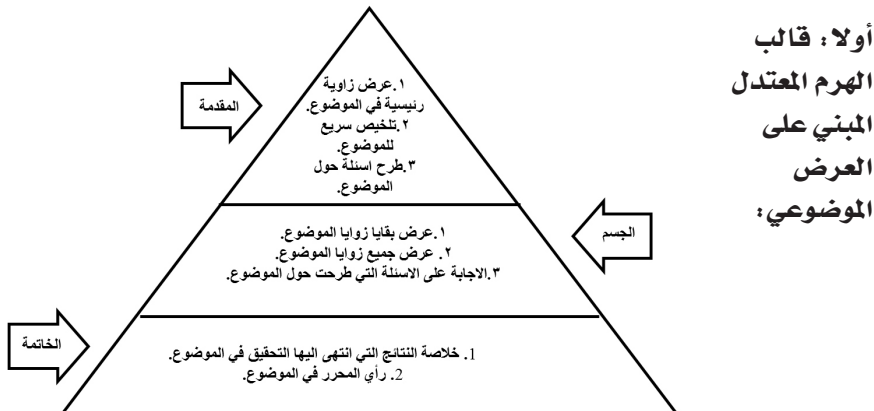 أولا: قالب
الهرم المعتدل
المبني على
العرض
الموضوعي:
المقدمة
١.عرض زاوية
رئيسية في الموضوع.
٢.تلخيص سريع
للموضوع.
٣.طرح اسئلة حول
الموضوع.
الجسم
١.عرض بقايا زوايا الموضوع.
٢. عرض جميع زوايا الموضوع.
٣.الاجابة على الاسئلة التي طرحت حول الموضوع.
الخاتمة
1. خلاصة النتائج التي انتهى اليها التحقيق في الموضوع.
2. رأي المحرر في الموضوع.